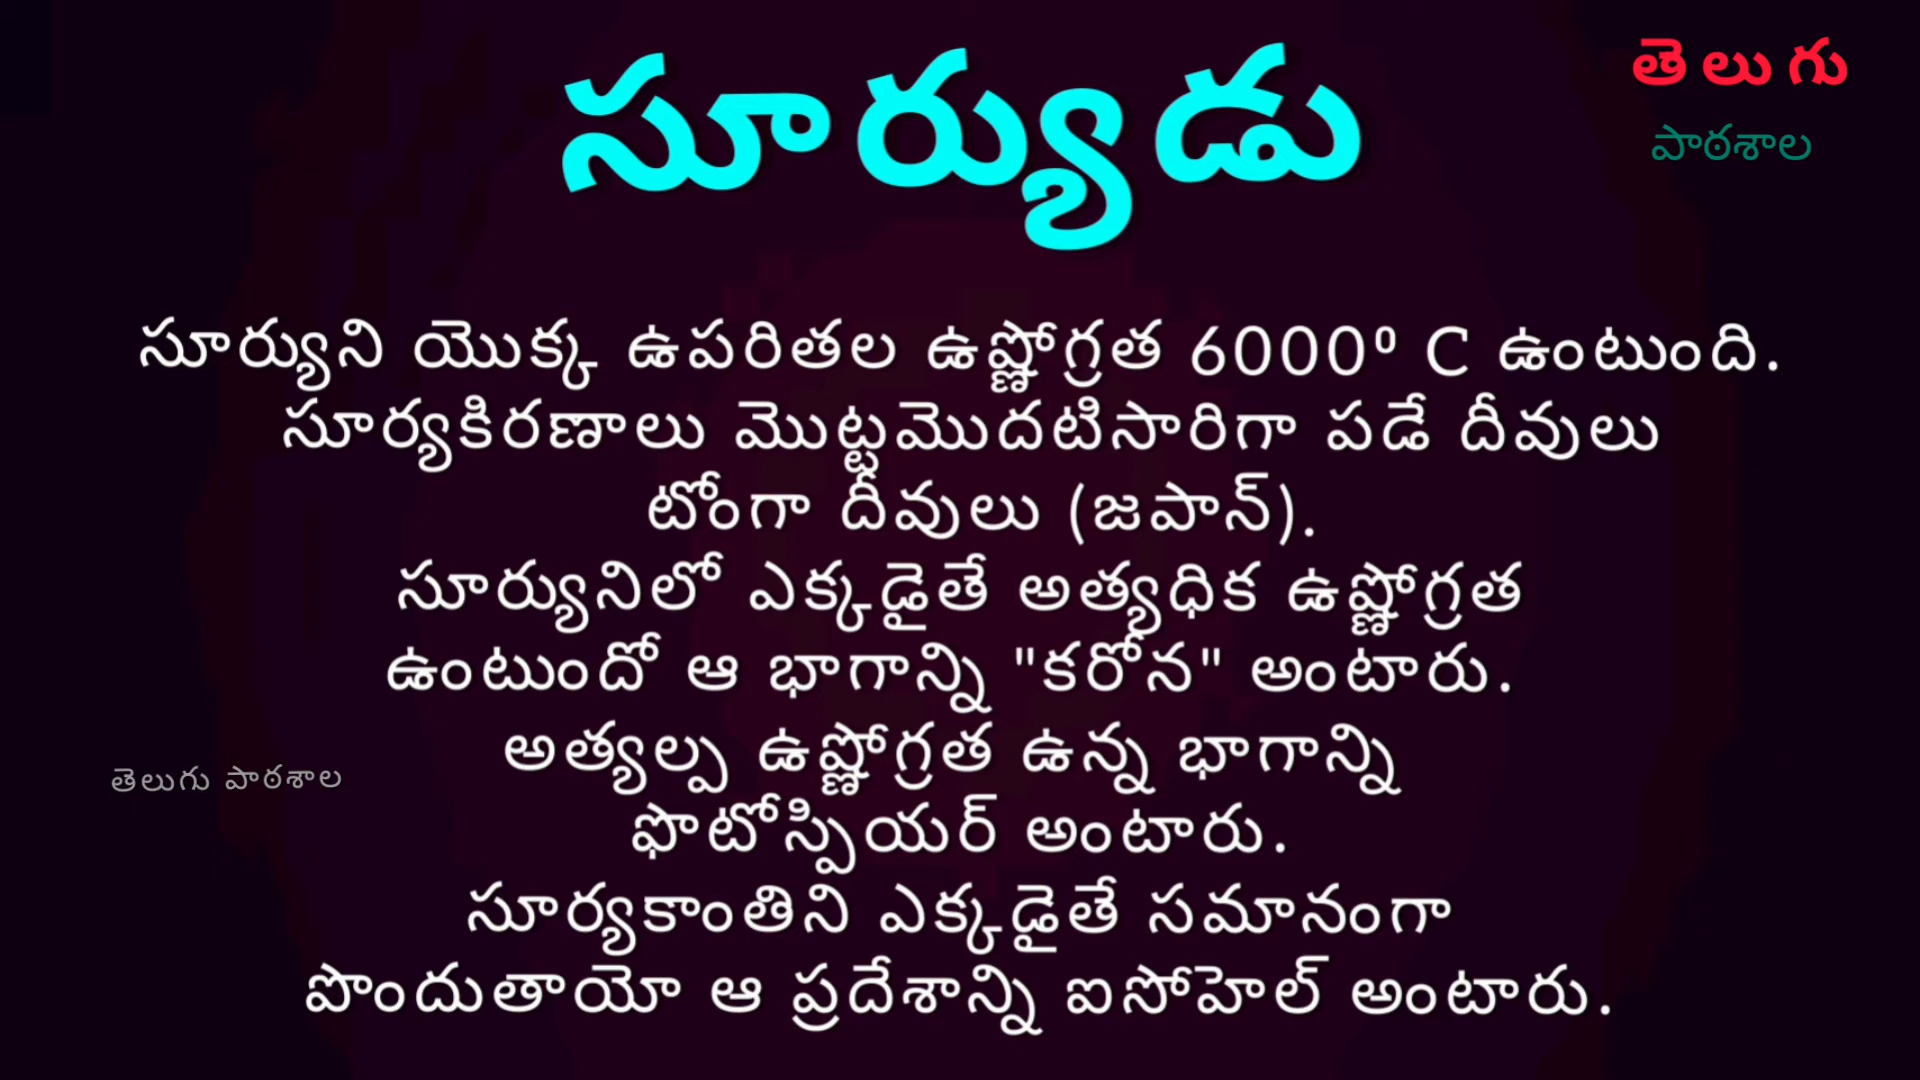 సూర్యుడు
తెలుగు
పాఠశాల
సూర్యుని యొక్క ఉపరితల ఉష్ణోగ్రత 6000⁰ C ఉంటుంది.
సూర్యకిరణాలు మొట్టమొదటిసారిగా పడే దీవులు
టోంగా దీవులు (జపాన్).
సూర్యునిలో ఎక్కడైతే అత్యధిక ఉష్ణోగ్రత
ఉంటుందో ఆ భాగాన్ని "కరోన" అంటారు.
అత్యల్ప ఉష్ణోగ్రత ఉన్న భాగాన్ని
తెలుగు పాఠశాల
ఫొటోస్పియర్ అంటారు.
సూర్యకాంతిని ఎక్కడైతే సమానంగా
పొందుతాయో ఆ ప్రదేశాన్ని ఐసోహెల్ అంటారు.